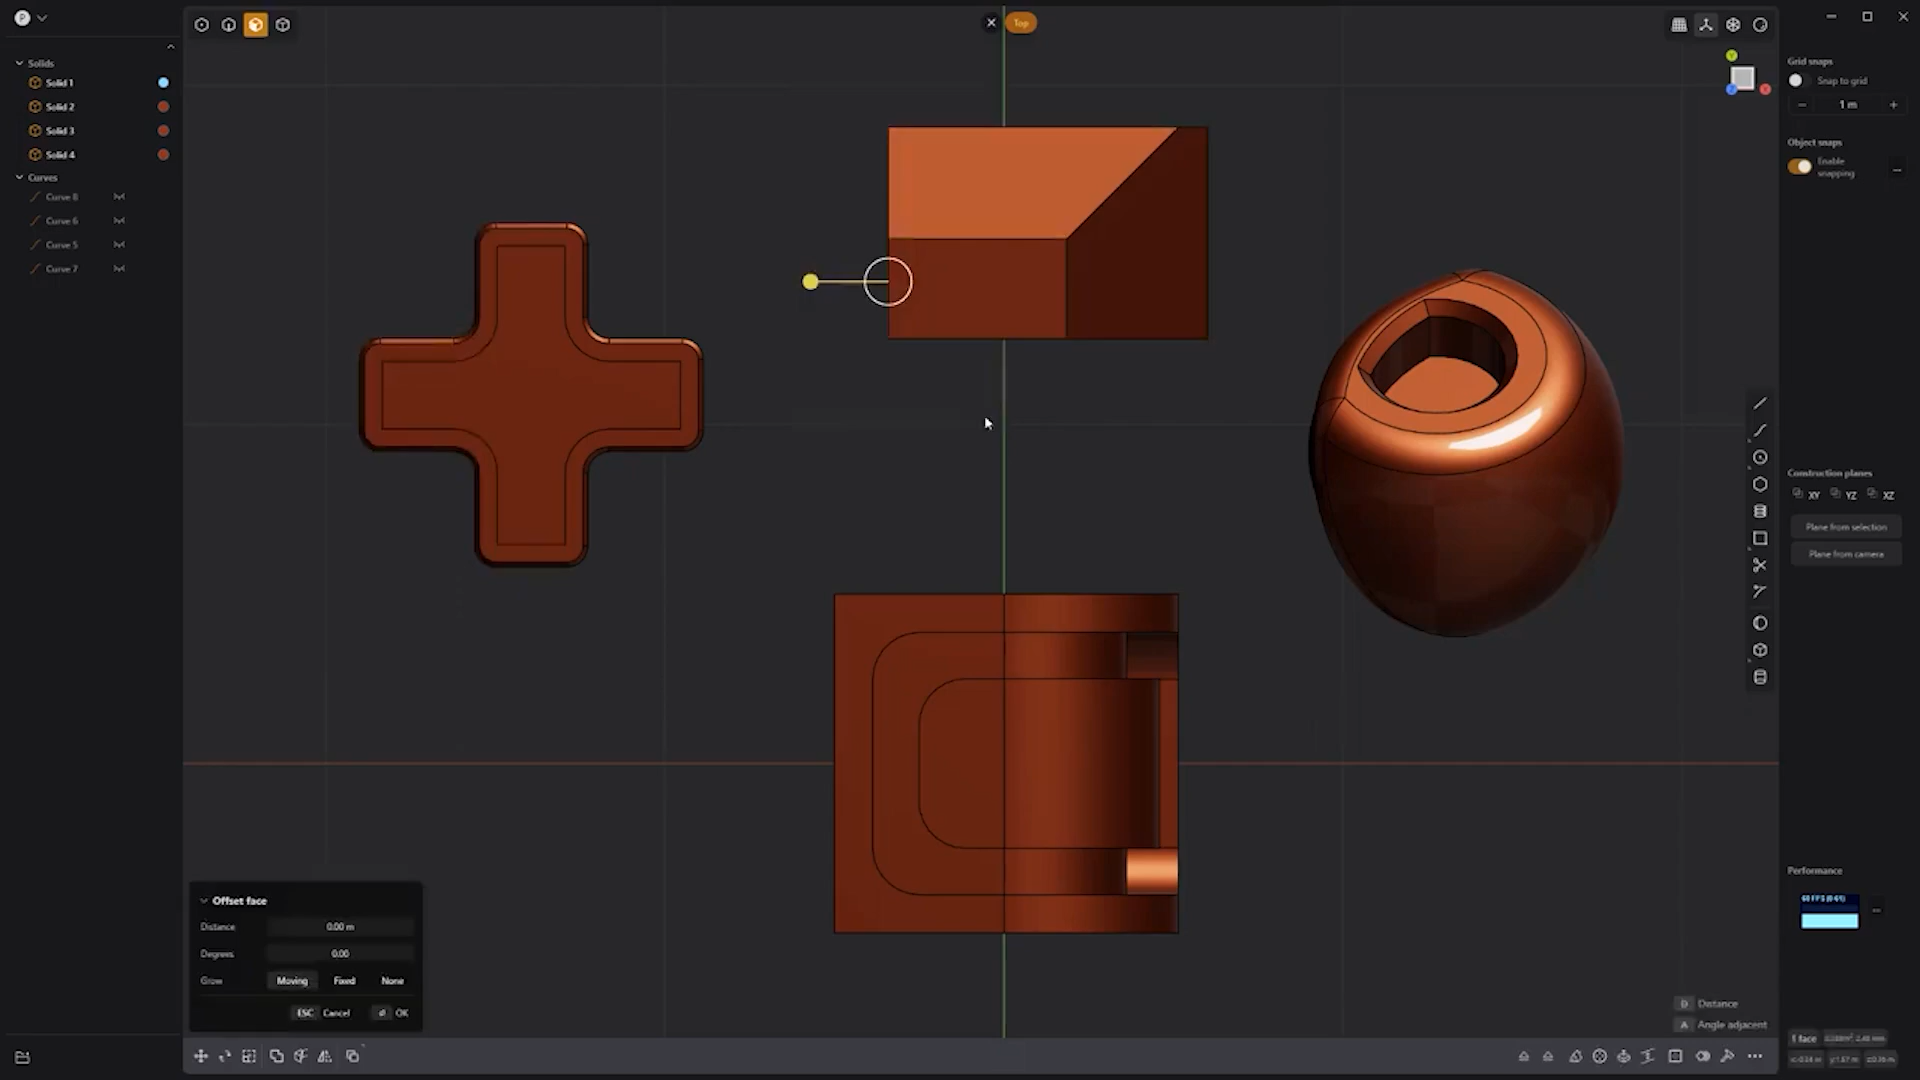 P
Top
Solids
Solid 1
Solid 2
Solid 3
Solid 4
Curves
Curve 8
Curve 6
Curve 5
Curve 7
Y
Z
X
Grid snaps
Snap to grid
− 1 m +
Object snaps
Enable
snapping
Construction planes
XY YZ XZ
Plane from selection
Plane from camera
Performance
Offset face
Distance 0.00 m
Degrees 0.00
Grow Moving Fixed None
ESC Cancel OK
D Distance
A Angle adjacent
1 face